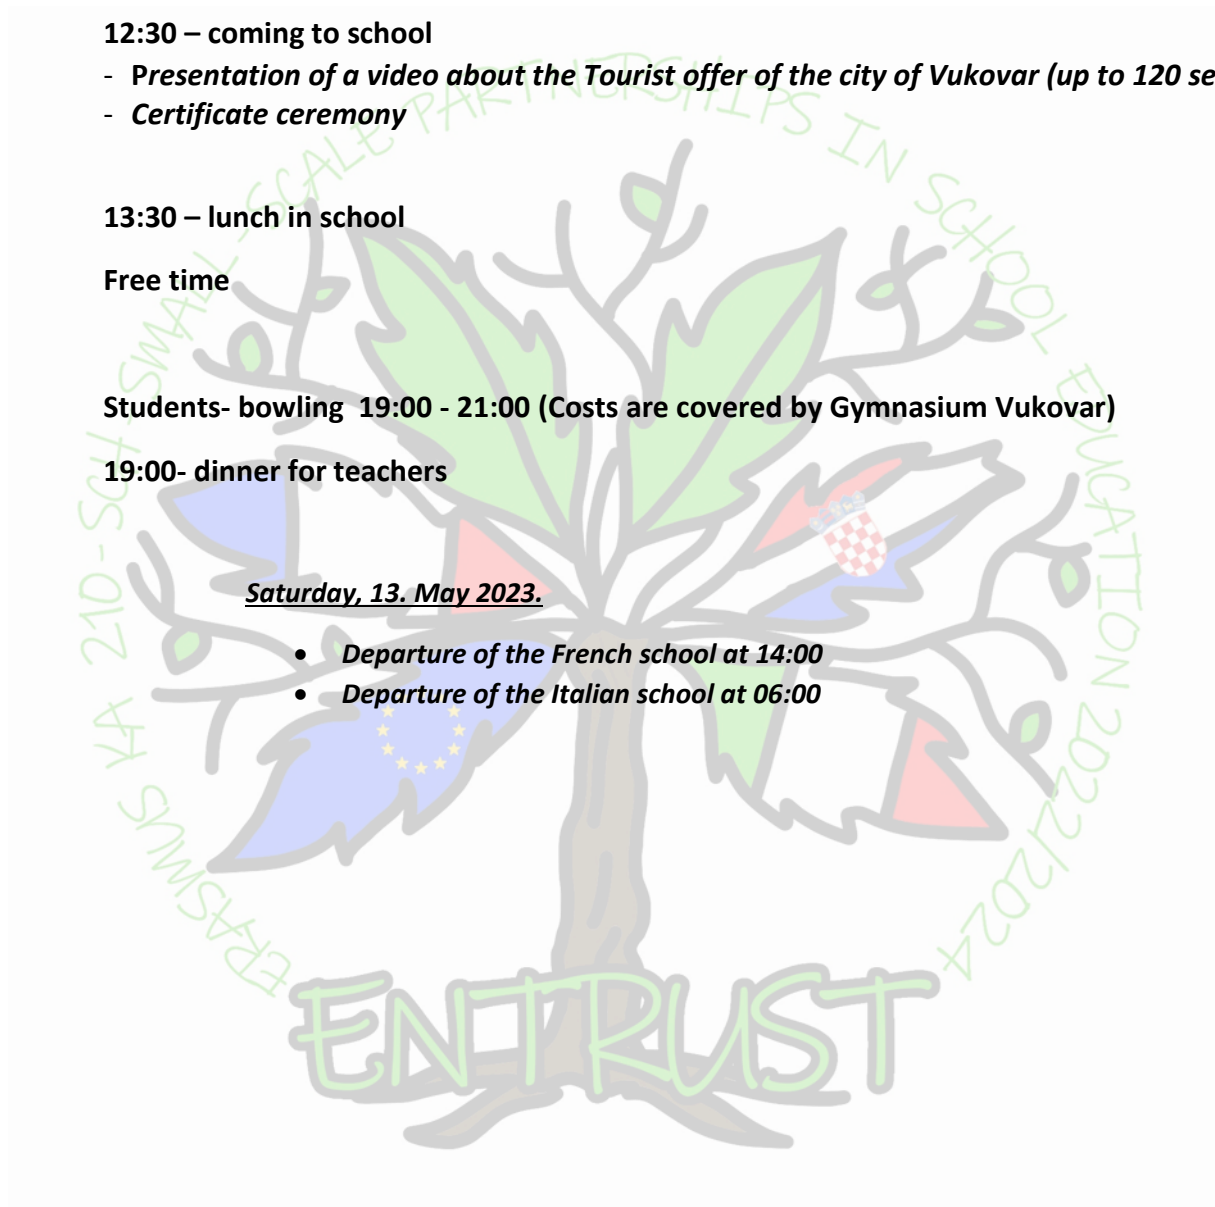 12:30 – coming to school
- Presentation of a video about the Tourist offer of the city of Vukovar (up to 120 se
- Certificate ceremony
13:30 – lunch in school
Free time
Students- bowling 19:00 - 21:00 (Costs are covered by Gymnasium Vukovar)
19:00- dinner for teachers
Saturday, 13. May 2023.
• Departure of the French school at 14:00
• Departure of the Italian school at 06:00
ERASMUS KA 210-SCH-SMALL-SCALE PARTNERSHIPS IN SCHOOL EDUCATION 2022/2024
ENTRUST